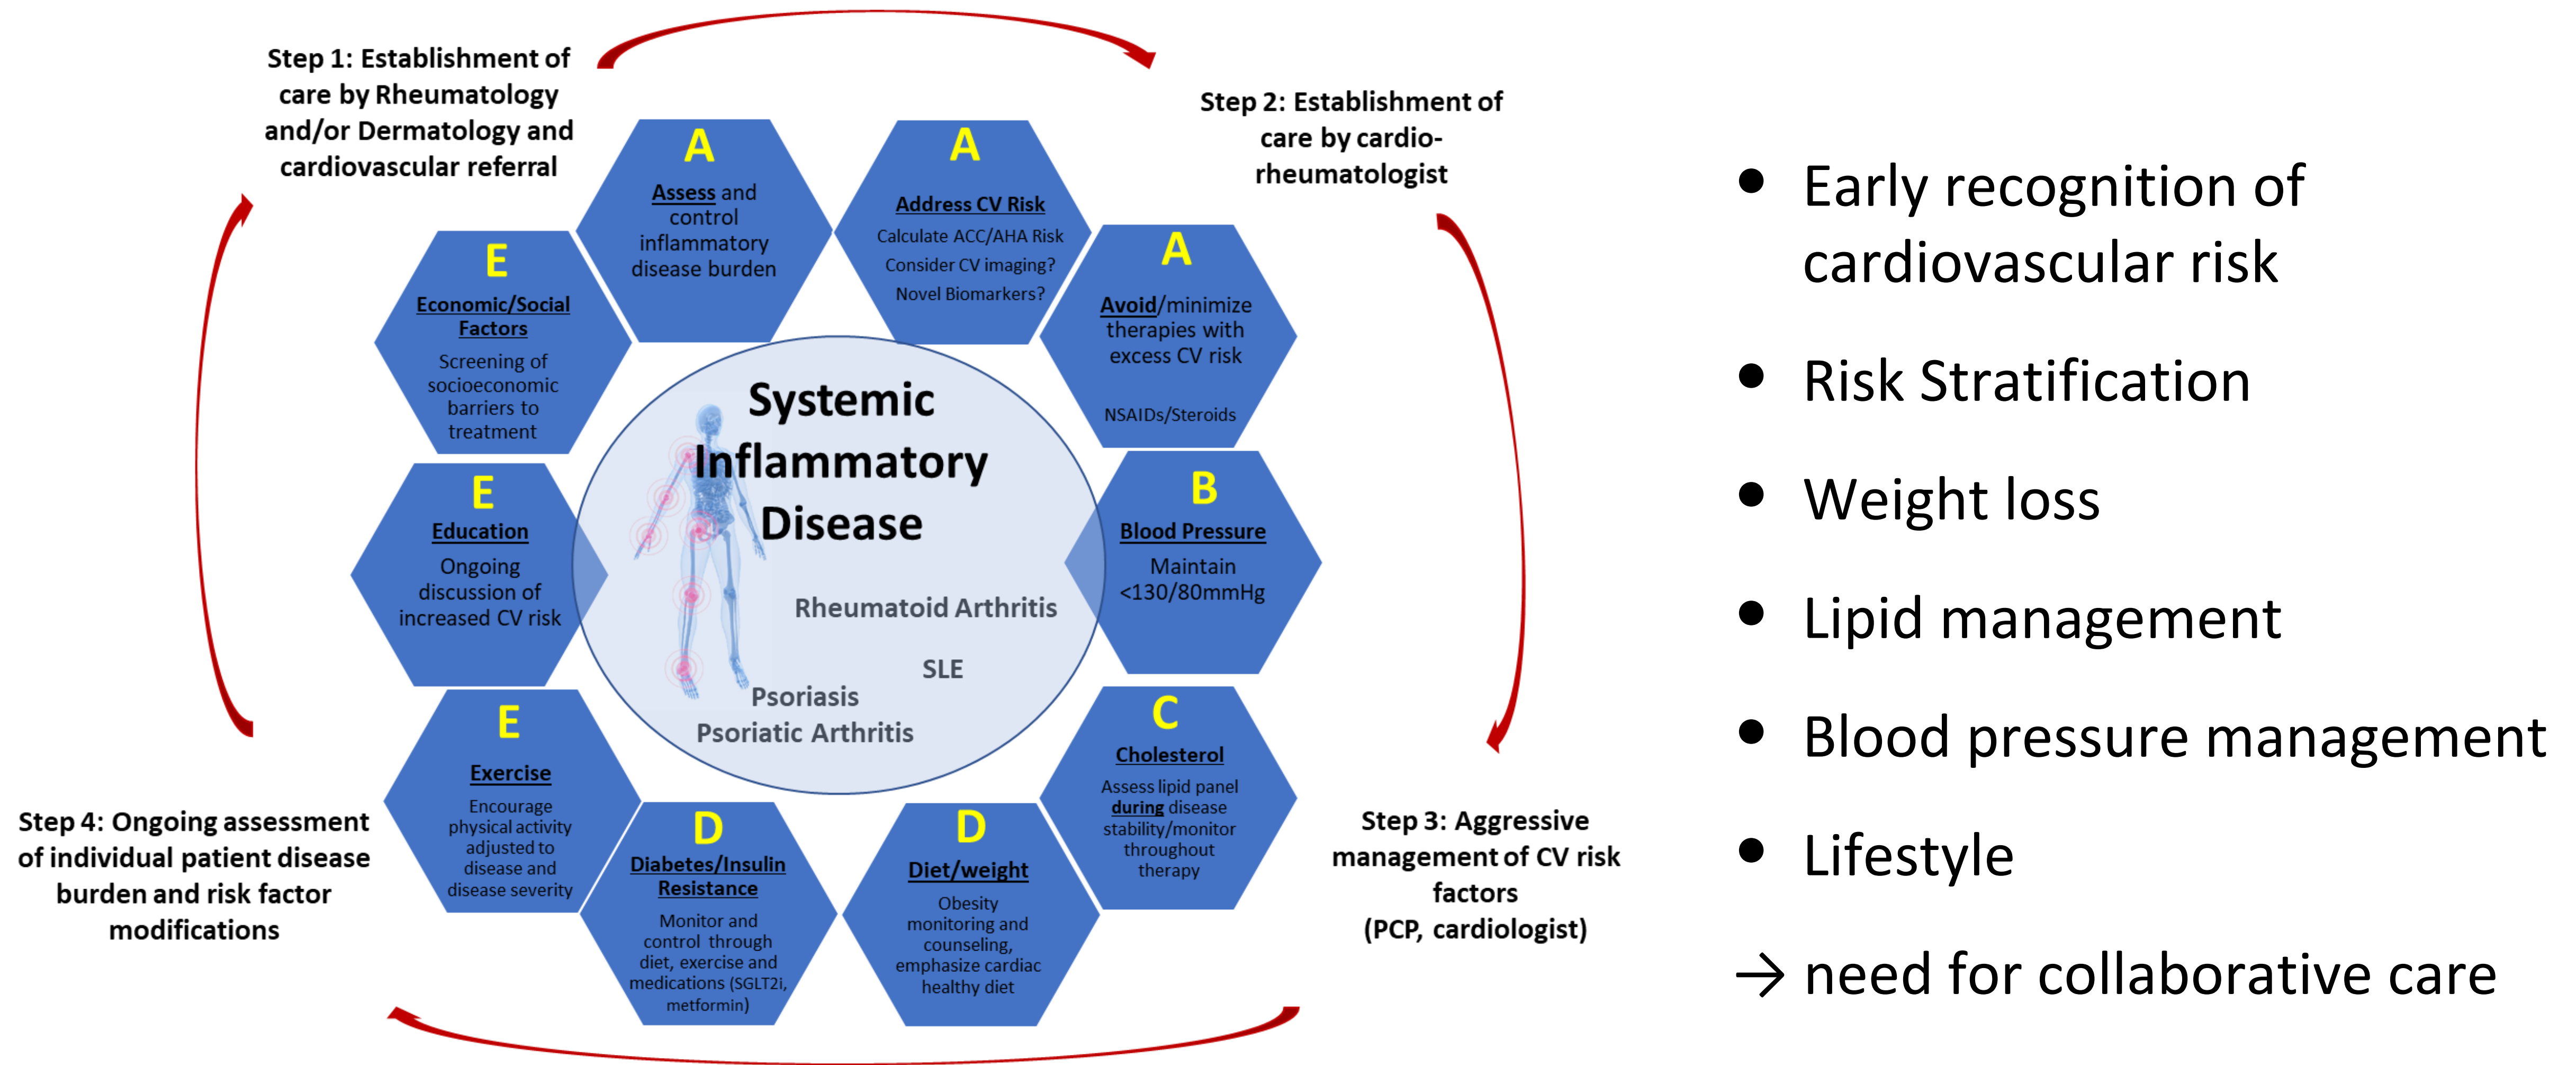 Step 1: Establishment of
care by Rheumatology
and/or Dermatology and
cardiovascular referral
Step 2: Establishment of
care by cardio-
rheumatologist
A
Assess and
control
inflammatory
disease burden
A
Address CV Risk
Calculate ACC/AHA Risk
Consider CV imaging?
Novel Biomarkers?
A
Avoid/minimize
therapies with
excess CV risk
NSAIDs/Steroids
B
Blood Pressure
Maintain
<130/80mmHg
C
Cholesterol
Assess lipid panel
during disease
stability/monitor
throughout
therapy
D
Diet/weight
Obesity
monitoring and
counseling,
emphasize cardiac
healthy diet
D
Diabetes/Insulin
Resistance
Monitor and
control through
diet, exercise and
medications (SGLT2i,
metformin)
E
Exercise
Encourage
physical activity
adjusted to
disease and
disease severity
E
Education
Ongoing
discussion of
increased CV risk
E
Economic/Social
Factors
Screening of
socioeconomic
barriers to
treatment
Systemic
Inflammatory
Disease
Rheumatoid Arthritis
SLE
Psoriasis
Psoriatic Arthritis
Step 3: Aggressive
management of CV risk
factors
(PCP, cardiologist)
Step 4: Ongoing assessment
of individual patient disease
burden and risk factor
modifications
• Early recognition of
cardiovascular risk
• Risk Stratification
• Weight loss
• Lipid management
• Blood pressure management
• Lifestyle
→ need for collaborative care